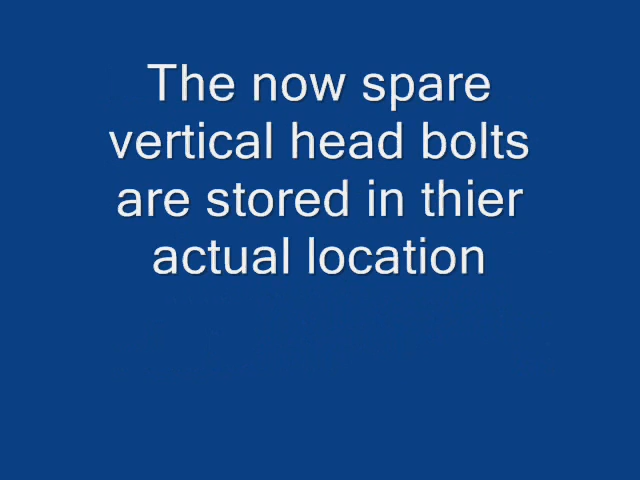 The now spare
vertical head bolts
are stored in thier
actual location